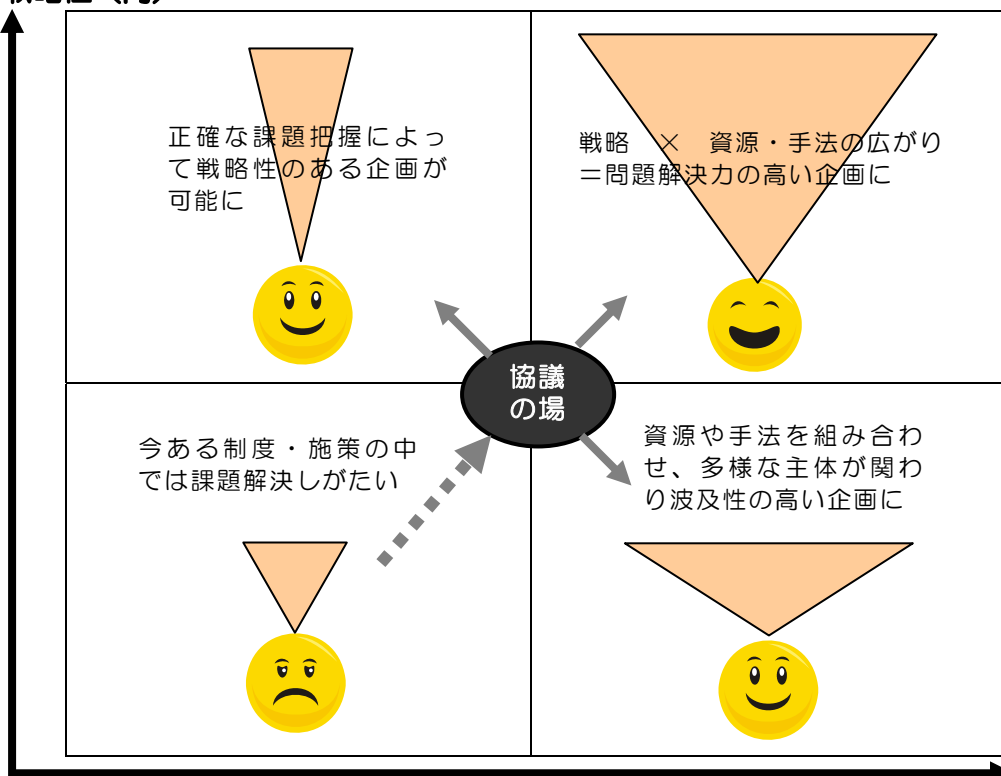 正確な課題把握によっ
て戦略性のある企画が
可能に
戦略　×　資源・手法の広がり
＝問題解決力の高い企画に
協議
の場
今ある制度・施策の中
では課題解決しがたい
資源や手法を組み合わ
せ、多様な主体が関わ
り波及性の高い企画に